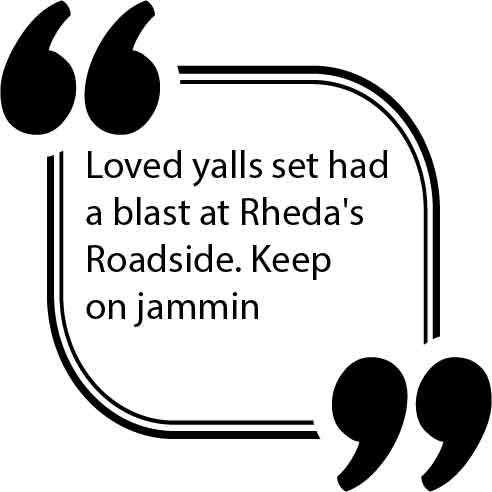 Loved yalls set had
a blast at Rheda's
Roadside. Keep
on jammin